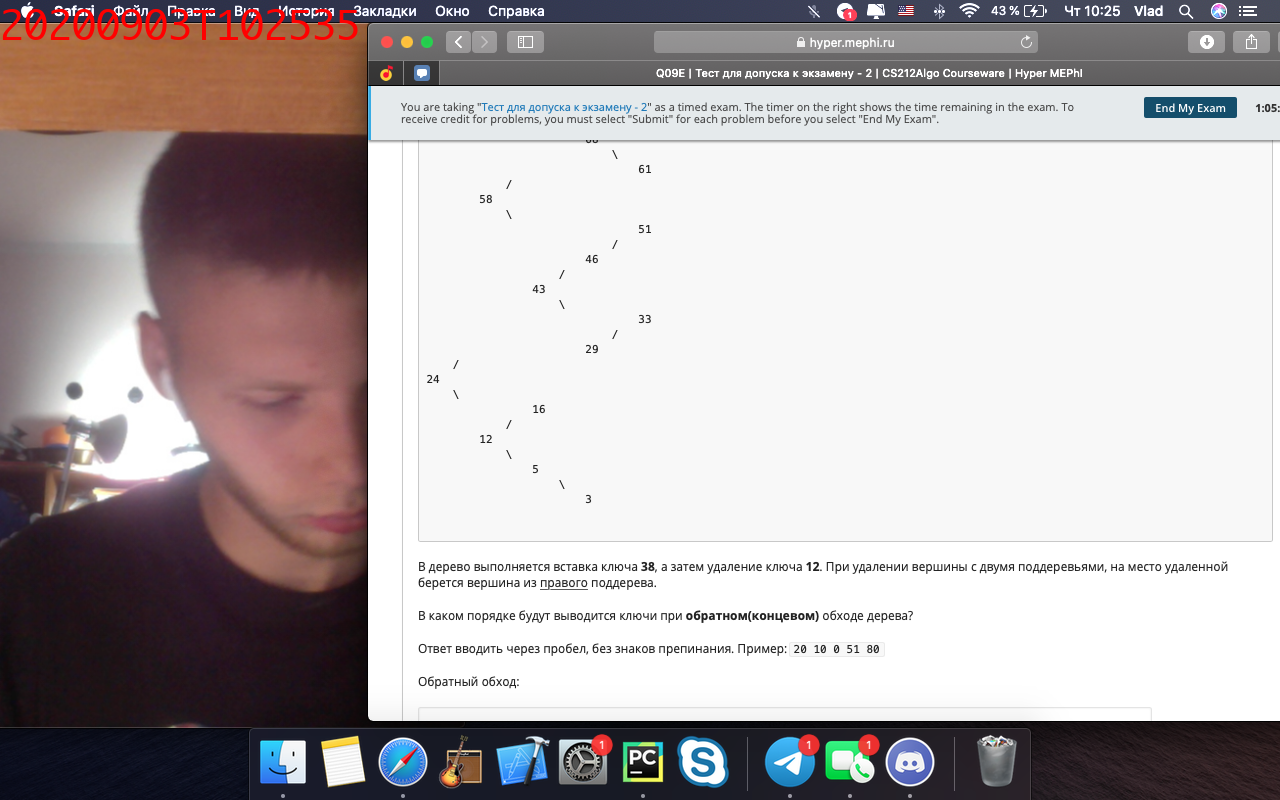 20200903T102535
Safari Файл Правка Вид История Закладки Окно Справка
1
43 % Чт 10:25 Vlad
hyper.mephi.ru
Q09E | Тест для допуска к экзамену - 2 | CS212Algo Courseware | Hyper MEPhI
You are taking "Тест для допуска к экзамену - 2" as a timed exam. The timer on the right shows the time remaining in the exam. To
receive credit for problems, you must select "Submit" for each problem before you select "End My Exam".
End My Exam
1:05:
\
61
/
58
\
51
/
46
/
43
\
33
/
29
/
24
\
16
/
12
\
5
\
3
В дерево выполняется вставка ключа 38, а затем удаление ключа 12. При удалении вершины с двумя поддеревьями, на место удаленной
берется вершина из правого поддерева.
В каком порядке будут выводится ключи при обратном(концевом) обходе дерева?
Ответ вводить через пробел, без знаков препинания. Пример: 20 10 0 51 80
Обратный обход:
1
PC
S
1
1